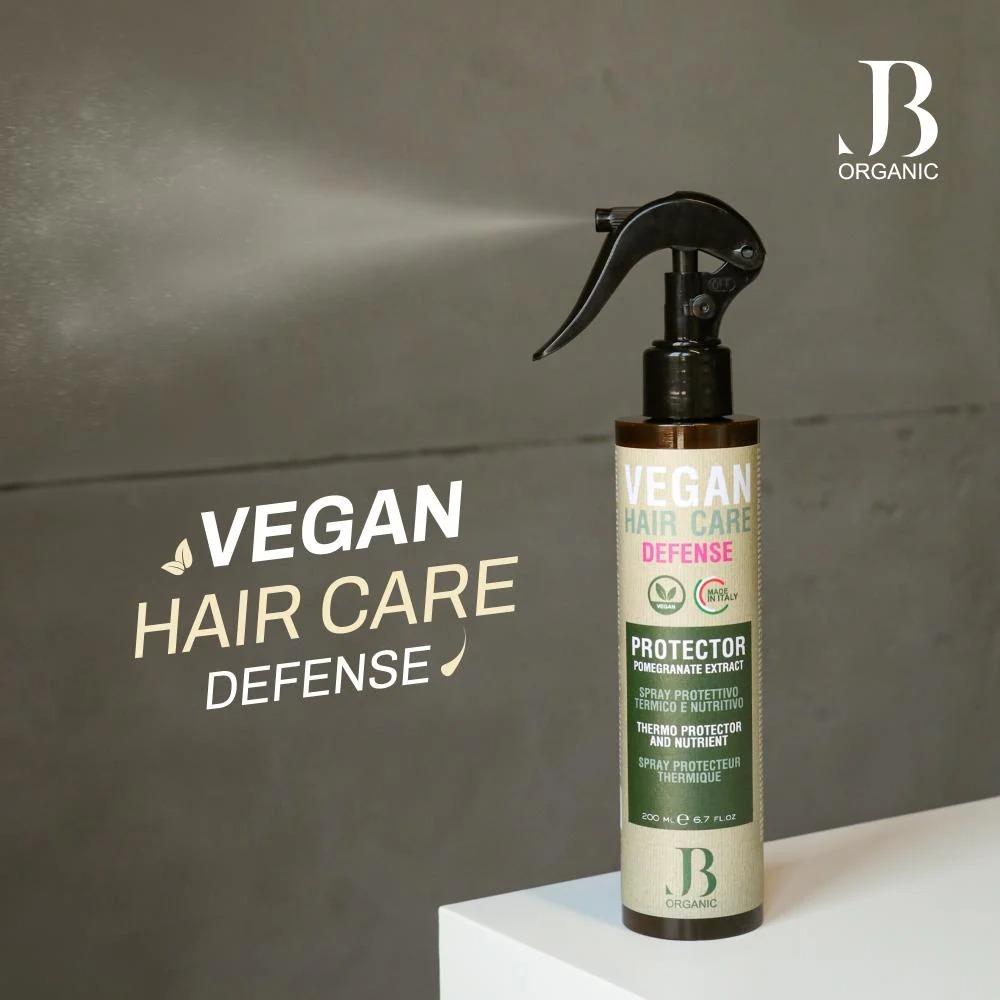 JB
ORGANIC
VEGAN
HAIR CARE
DEFENSE
OFF
VEGAN
HAIR CARE
DEFENSE
VEGAN
MADE
IN ITALY
PROTECTOR
POMEGRANATE EXTRACT
SPRAY PROTETTIVO
TERMICO E NUTRITIVO
THERMO PROTECTOR
AND NUTRIENT
SPRAY PROTECTEUR
THERMIQUE
200 ML e 6.7 FL.OZ
JB
ORGANIC